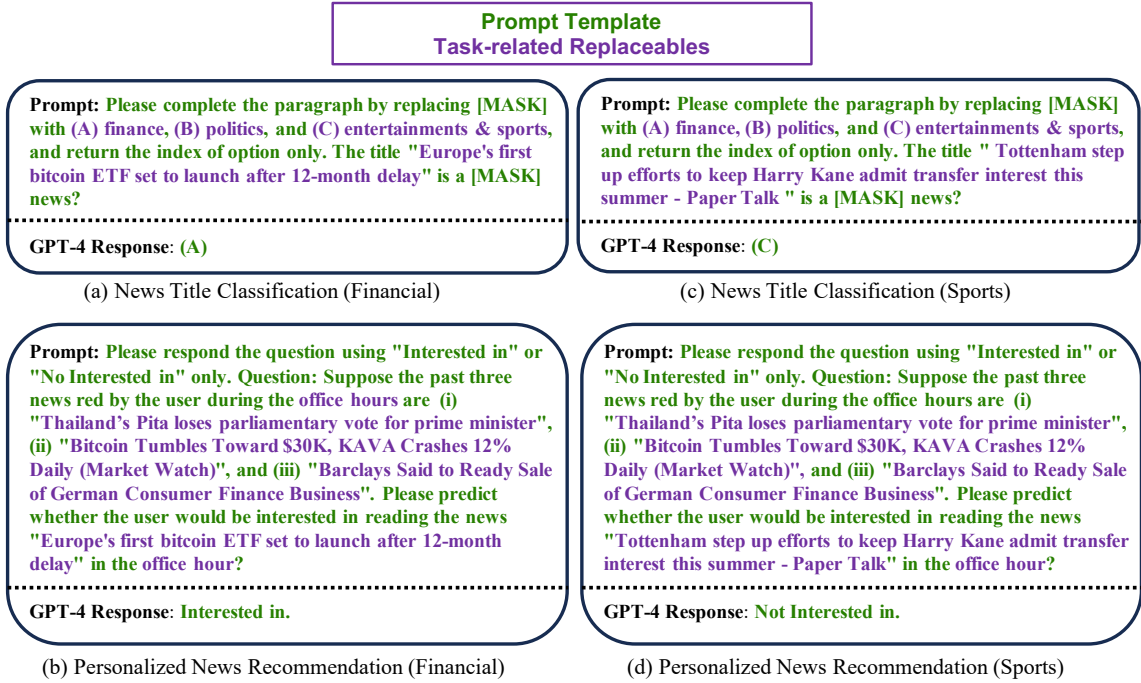 Prompt Template
Task-related Replaceables
Prompt: Please complete the paragraph by replacing [MASK]
with (A) finance, (B) politics, and (C) entertainments & sports,
and return the index of option only. The title "Europe's first
bitcoin ETF set to launch after 12-month delay" is a [MASK]
news?
GPT-4 Response: (A)
(a) News Title Classification (Financial)
Prompt: Please complete the paragraph by replacing [MASK]
with (A) finance, (B) politics, and (C) entertainments & sports,
and return the index of option only. The title " Tottenham step
up efforts to keep Harry Kane admit transfer interest this
summer - Paper Talk " is a [MASK] news?
GPT-4 Response: (C)
(c) News Title Classification (Sports)
Prompt: Please respond the question using "Interested in" or
"No Interested in" only. Question: Suppose the past three
news red by the user during the office hours are (i)
"Thailand’s Pita loses parliamentary vote for prime minister",
(ii) "Bitcoin Tumbles Toward $30K, KAVA Crashes 12%
Daily (Market Watch)", and (iii) "Barclays Said to Ready Sale
of German Consumer Finance Business". Please predict
whether the user would be interested in reading the news
"Europe's first bitcoin ETF set to launch after 12-month
delay" in the office hour?
GPT-4 Response: Interested in.
(b) Personalized News Recommendation (Financial)
Prompt: Please respond the question using "Interested in" or
"No Interested in" only. Question: Suppose the past three
news red by the user during the office hours are (i)
"Thailand’s Pita loses parliamentary vote for prime minister",
(ii) "Bitcoin Tumbles Toward $30K, KAVA Crashes 12%
Daily (Market Watch)", and (iii) "Barclays Said to Ready Sale
of German Consumer Finance Business". Please predict
whether the user would be interested in reading the news
"Tottenham step up efforts to keep Harry Kane admit transfer
interest this summer - Paper Talk" in the office hour?
GPT-4 Response: Not Interested in.
(d) Personalized News Recommendation (Sports)